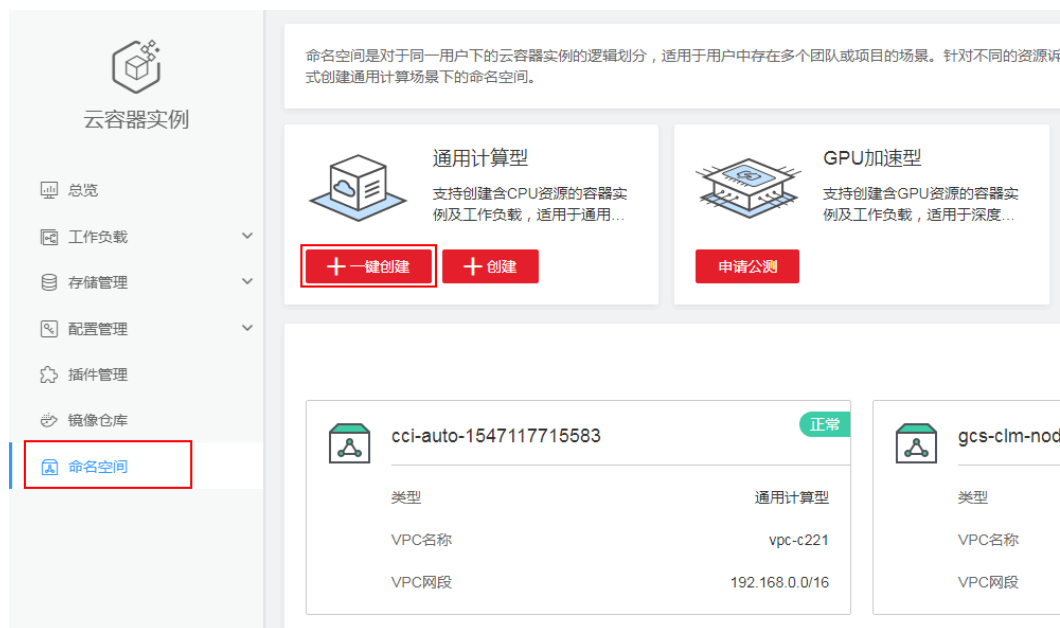 云容器实例
总览
工作负载
存储管理
配置管理
插件管理
镜像仓库
命名空间
命名空间是对于同一用户下的云容器实例的逻辑划分，适用于用户中存在多个团队或项目的场景。针对不同的资源诉
式创建通用计算场景下的命名空间。
通用计算型
支持创建含CPU资源的容器实
例及工作负载，适用于通用...
一键创建
创建
GPU加速型
支持创建含GPU资源的容器实
例及工作负载，适用于深度...
申请公测
cci-auto-1547117715583
正常
类型 通用计算型
VPC名称 vpc-c221
VPC网段 192.168.0.0/16
gcs-clm-nod
类型
VPC名称
VPC网段